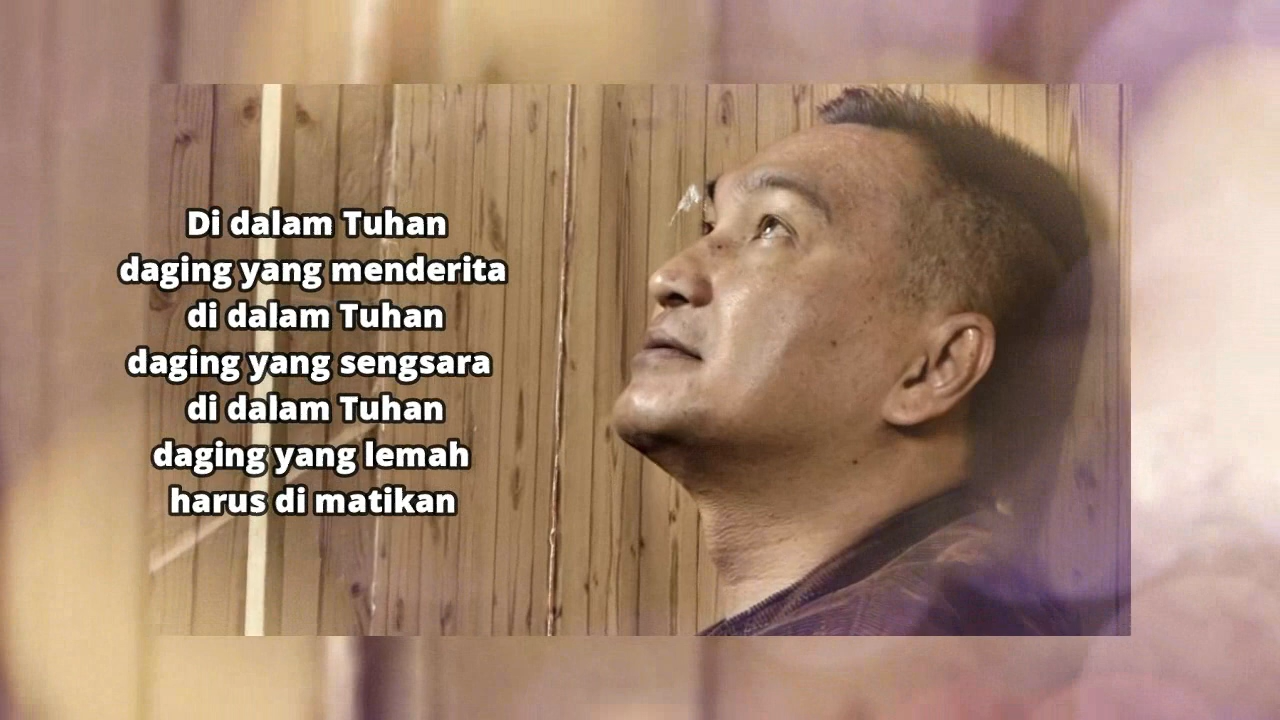 Di dalam Tuhan
daging yang menderita
di dalam Tuhan
daging yang sengsara
di dalam Tuhan
daging yang lemah
harus di matikan